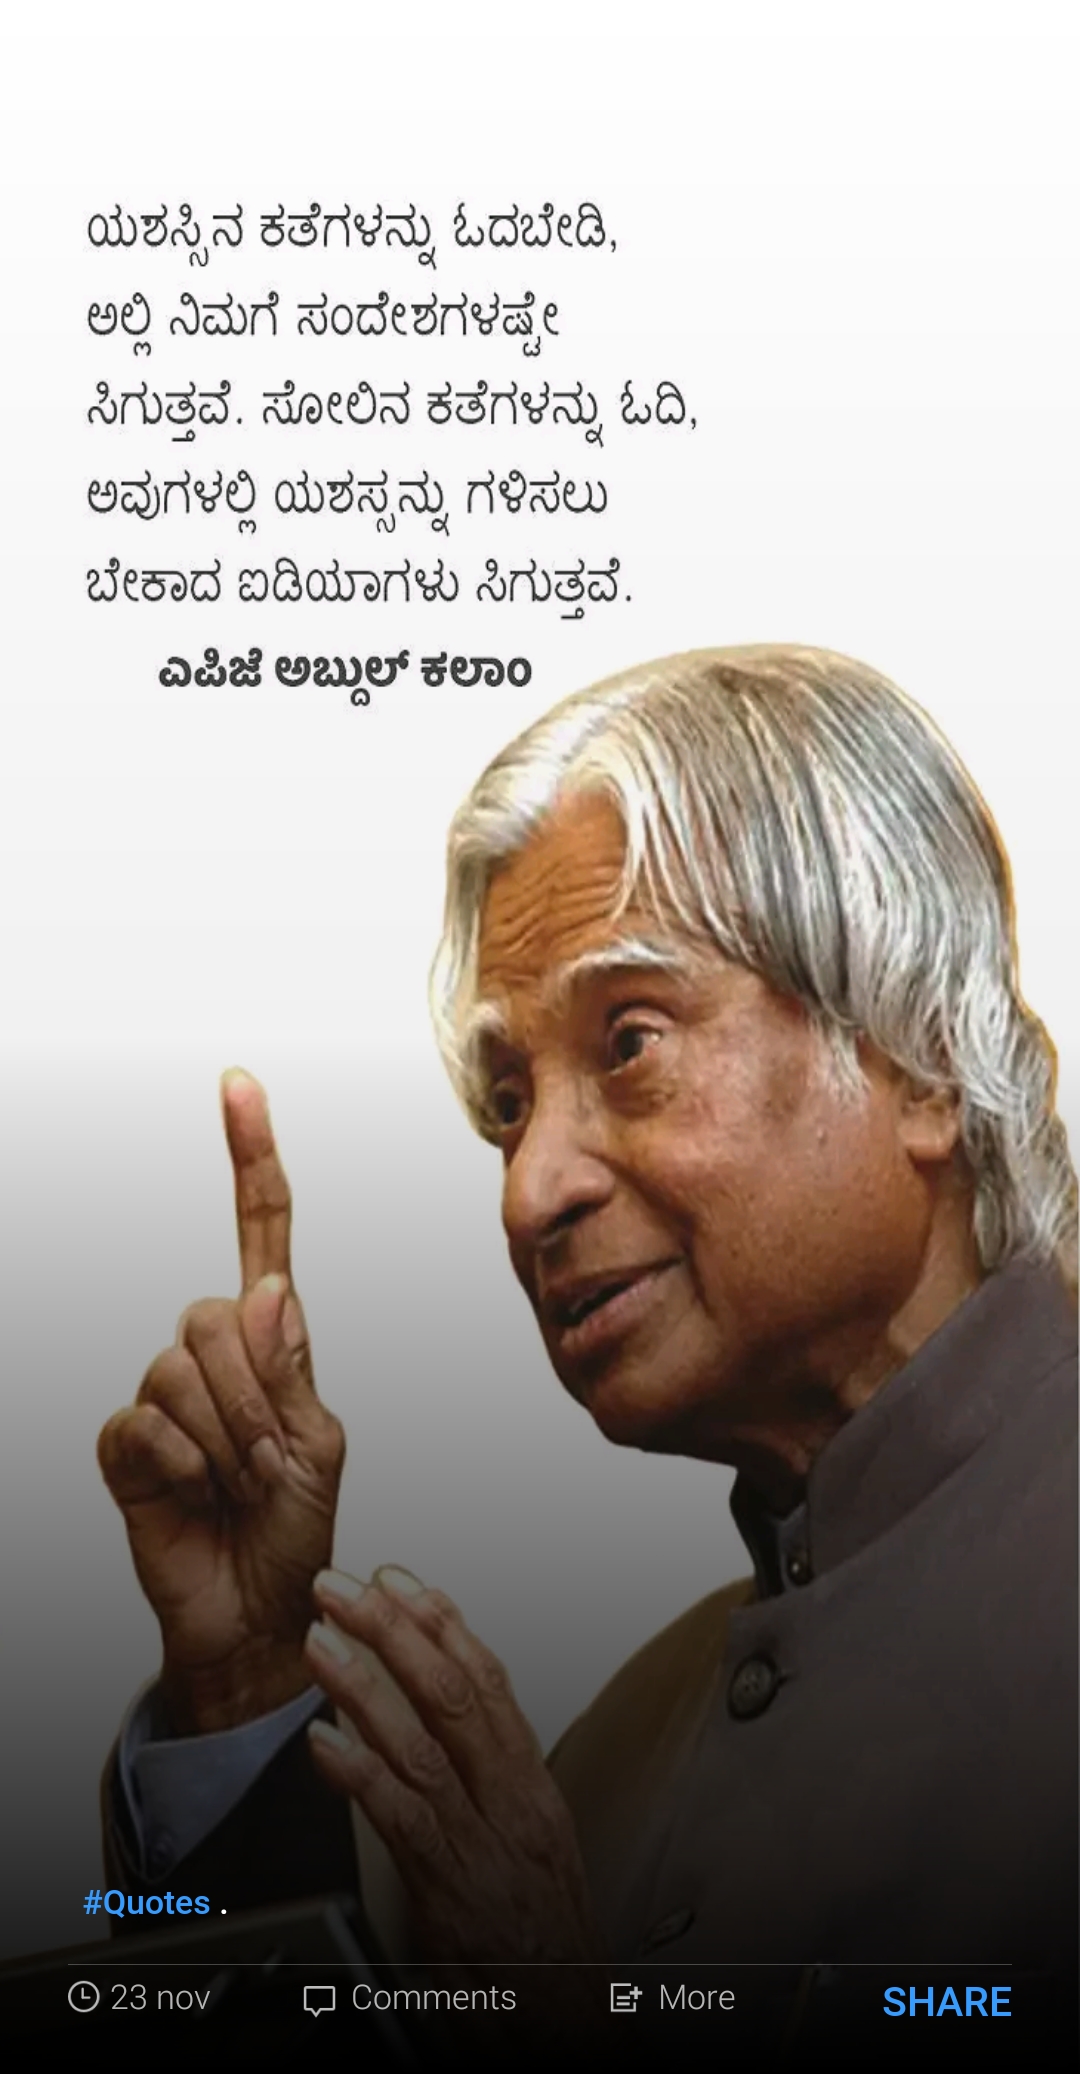 ಯಶಸ್ಸಿನ ಕತೆಗಳನ್ನು ಓದಬೇಡಿ,
ಅಲ್ಲಿ ನಿಮಗೆ ಸಂದೇಶಗಳಷ್ಟೇ
ಸಿಗುತ್ತವೆ. ಸೋಲಿನ ಕತೆಗಳನ್ನು ಓದಿ,
ಅವುಗಳಲ್ಲಿ ಯಶಸ್ಸನ್ನು ಗಳಿಸಲು
ಬೇಕಾದ ಐಡಿಯಾಗಳು ಸಿಗುತ್ತವೆ.
ಎಪಿಜೆ ಅಬ್ದುಲ್ ಕಲಾಂ
#Quotes .
23 nov Comments More SHARE